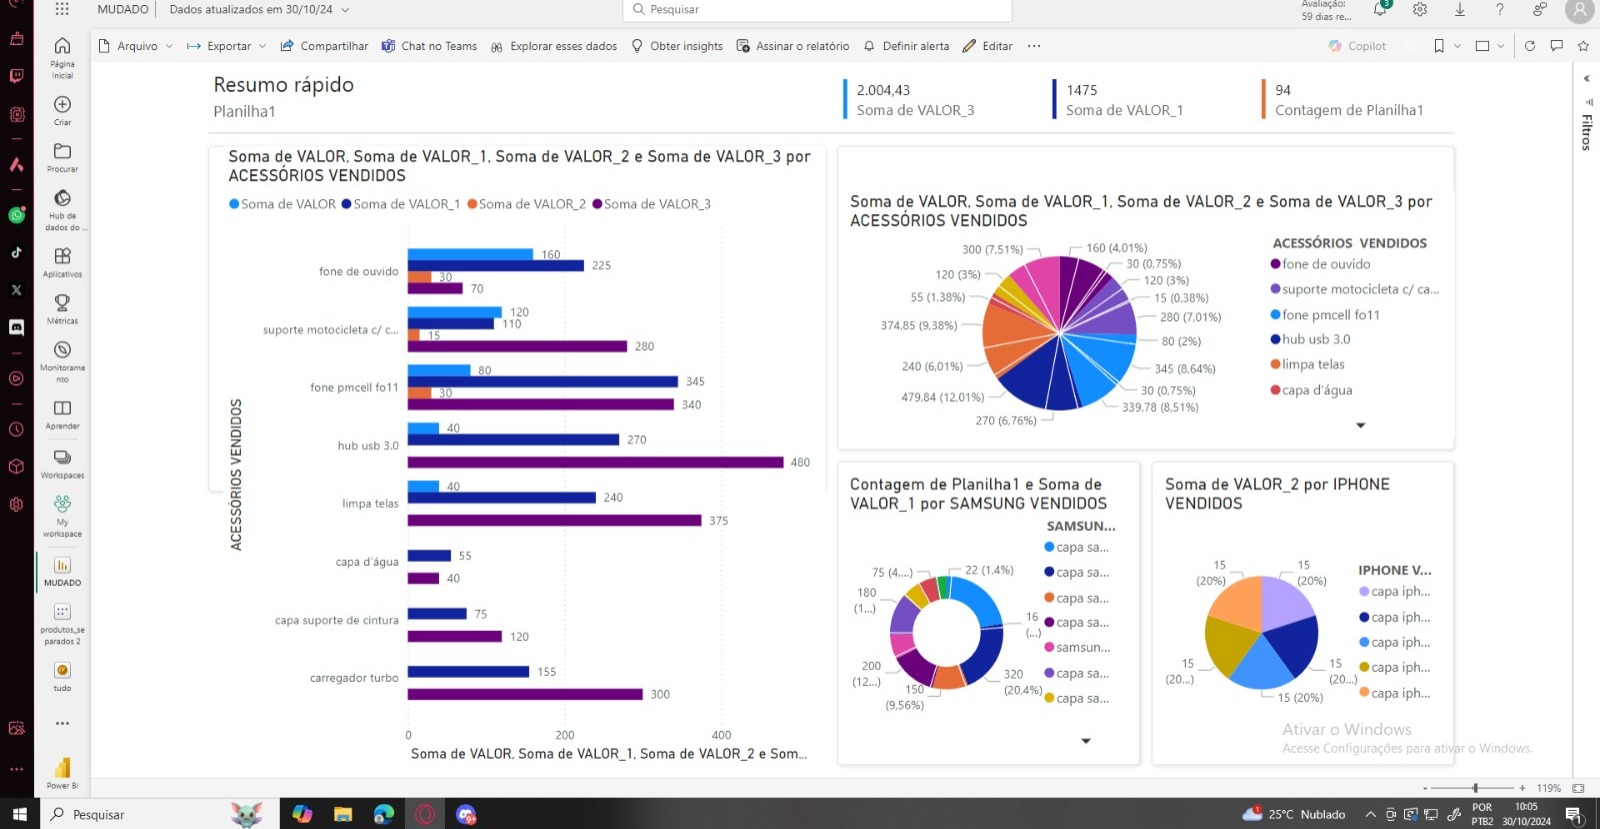 MUDADO
Dados atualizados em 30/10/24
Pesquisar
Avaliação:
59 dias re...
3
Arquivo
Exportar
Compartilhar
Chat no Teams
Explorar esses dados
Obter insights
Assinar o relatório
Definir alerta
Editar
Copilot
Página
Inicial
Criar
Procurar
Hub de
dados do ...
Aplicativos
Métricas
Monitorame
nto
Aprender
Workspaces
My
workspace
MUDADO
produtos_se
parados 2
tudo
Power BI
Resumo rápido
Planilha1
2.004,43
Soma de VALOR_3
1475
Soma de VALOR_1
94
Contagem de Planilha1
Filtros
Soma de VALOR, Soma de VALOR_1, Soma de VALOR_2 e Soma de VALOR_3 por
ACESSÓRIOS VENDIDOS
Soma de VALOR
Soma de VALOR_1
Soma de VALOR_2
Soma de VALOR_3
ACESSÓRIOS VENDIDOS
fone de ouvido
160
225
30
70
suporte motocicleta c/ c...
120
110
15
280
fone pmcell fo11
80
345
30
340
hub usb 3.0
40
270
480
limpa telas
40
240
375
capa d'água
55
40
capa suporte de cintura
75
120
carregador turbo
155
300
0
200
400
Soma de VALOR, Soma de VALOR_1, Soma de VALOR_2 e Som...
Soma de VALOR, Soma de VALOR_1, Soma de VALOR_2 e Soma de VALOR_3 por
ACESSÓRIOS VENDIDOS
300 (7,51%)
160 (4,01%)
120 (3%)
30 (0,75%)
120 (3%)
55 (1,38%)
15 (0,38%)
374,85 (9,38%)
280 (7,01%)
80 (2%)
240 (6,01%)
345 (8,64%)
30 (0,75%)
479,84 (12,01%)
339,78 (8,51%)
270 (6,76%)
ACESSÓRIOS VENDIDOS
fone de ouvido
suporte motocicleta c/ ca...
fone pmcell fo11
hub usb 3.0
limpa telas
capa d'água
Contagem de Planilha1 e Soma de
VALOR_1 por SAMSUNG VENDIDOS
75 (4,...)
22 (1.4%)
180
(1...)
16
(...)
200
(12...)
320
(20,4%)
150
(9.56%)
SAMSUN...
capa sa...
capa sa...
capa sa...
capa sa...
samsun...
capa sa...
capa sa...
Soma de VALOR_2 por IPHONE
VENDIDOS
15
(20%)
15
(20%)
15
(20...)
15
(20...)
15 (20%)
IPHONE V...
capa iph...
capa iph...
capa iph...
capa iph...
capa iph...
Ativar o Windows
Acesse Configurações para ativar o Windows.
119%
Pesquisar
9+
1
25°C Nublado
POR
PTB2
10:05
30/10/2024
1